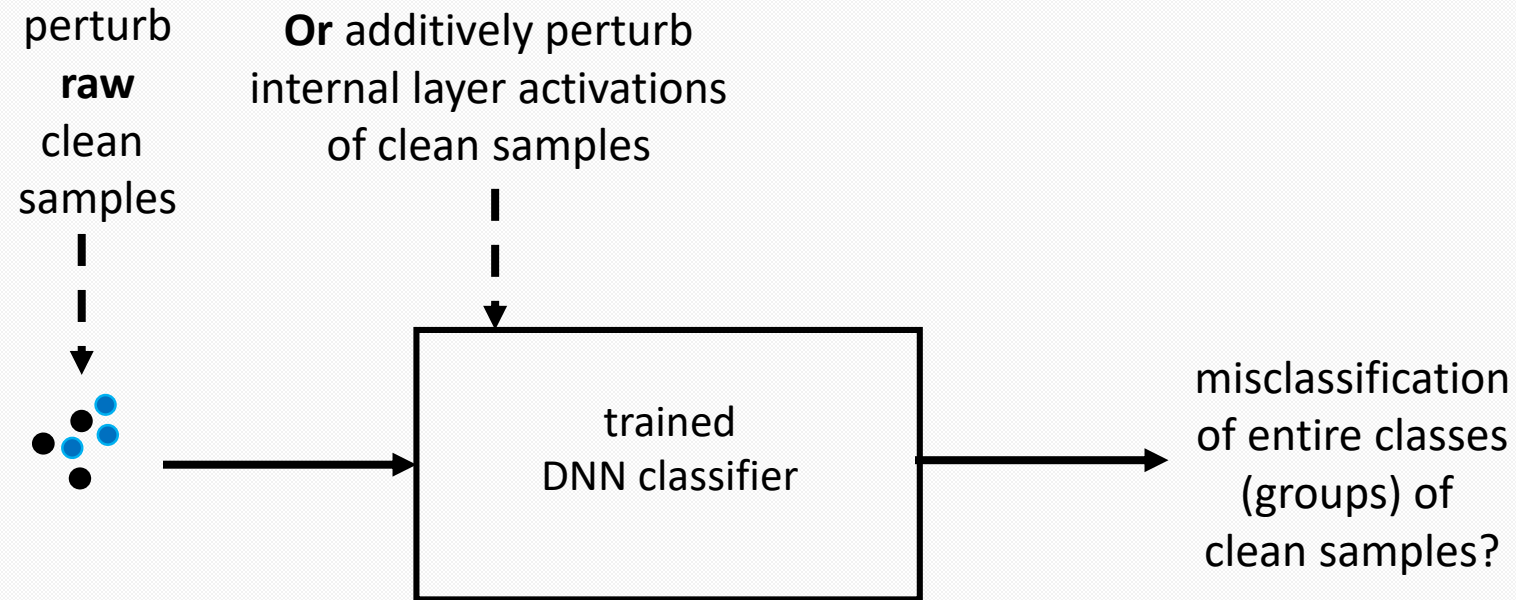 perturb
raw
clean
samples
Or additively perturb
internal layer activations
of clean samples
trained
DNN classifier
misclassification
of entire classes
(groups) of
clean samples?